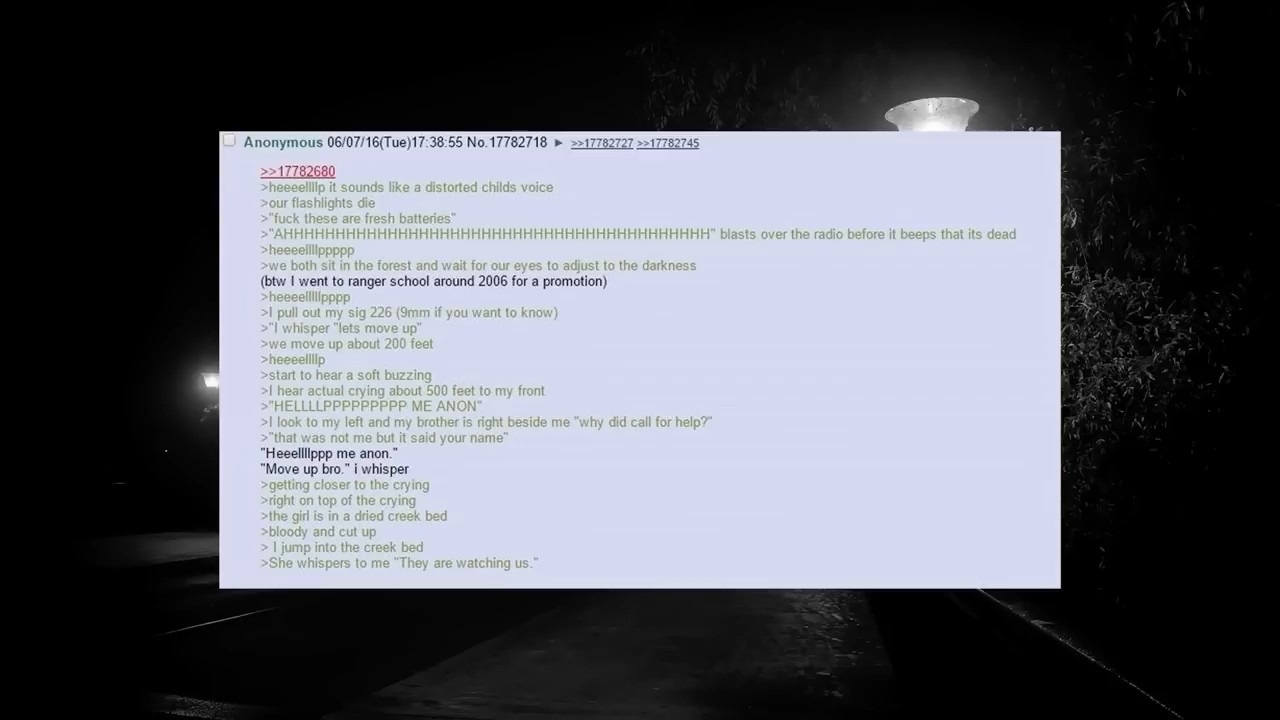 Anonymous 06/07/16(Tue)17:38:55 No.17782718 ▶ >>17782727 >>17782745
>>17782680
>heeeellllp it sounds like a distorted childs voice
>our flashlights die
>"fuck these are fresh batteries"
>"AHHHHHHHHHHHHHHHHHHHHHHHHHHHHHHHHHHHHHHHHH" blasts over the radio before it beeps that its dead
>heeeellllppppp
>we both sit in the forest and wait for our eyes to adjust to the darkness
(btw I went to ranger school around 2006 for a promotion)
>heeeellllllpppp
>I pull out my sig 226 (9mm if you want to know)
>"I whisper "lets move up"
>we move up about 200 feet
>heeeellllp
>start to hear a soft buzzing
>I hear actual crying about 500 feet to my front
>"HELLLLPPPPPPPPP ME ANON"
>I look to my left and my brother is right beside me "why did call for help?"
>"that was not me but it said your name"
"Heeellllppp me anon."
"Move up bro." i whisper
>getting closer to the crying
>right on top of the crying
>the girl is in a dried creek bed
>bloody and cut up
> I jump into the creek bed
>She whispers to me "They are watching us."